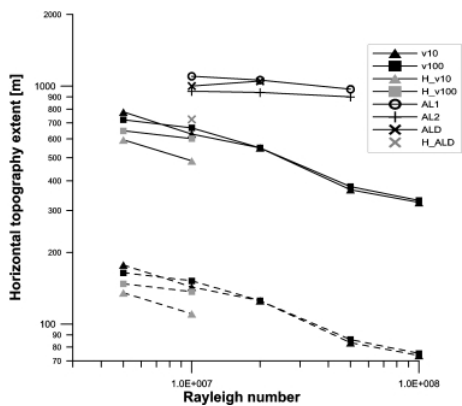 2000
1000
900
800
700
600
500
400
300
200
100
90
80
70
Horizontal topography extent [m]
1.0E+007
1.0E+008
Rayleigh number
v10
v100
H_v10
H_v100
AL1
AL2
ALD
H_ALD